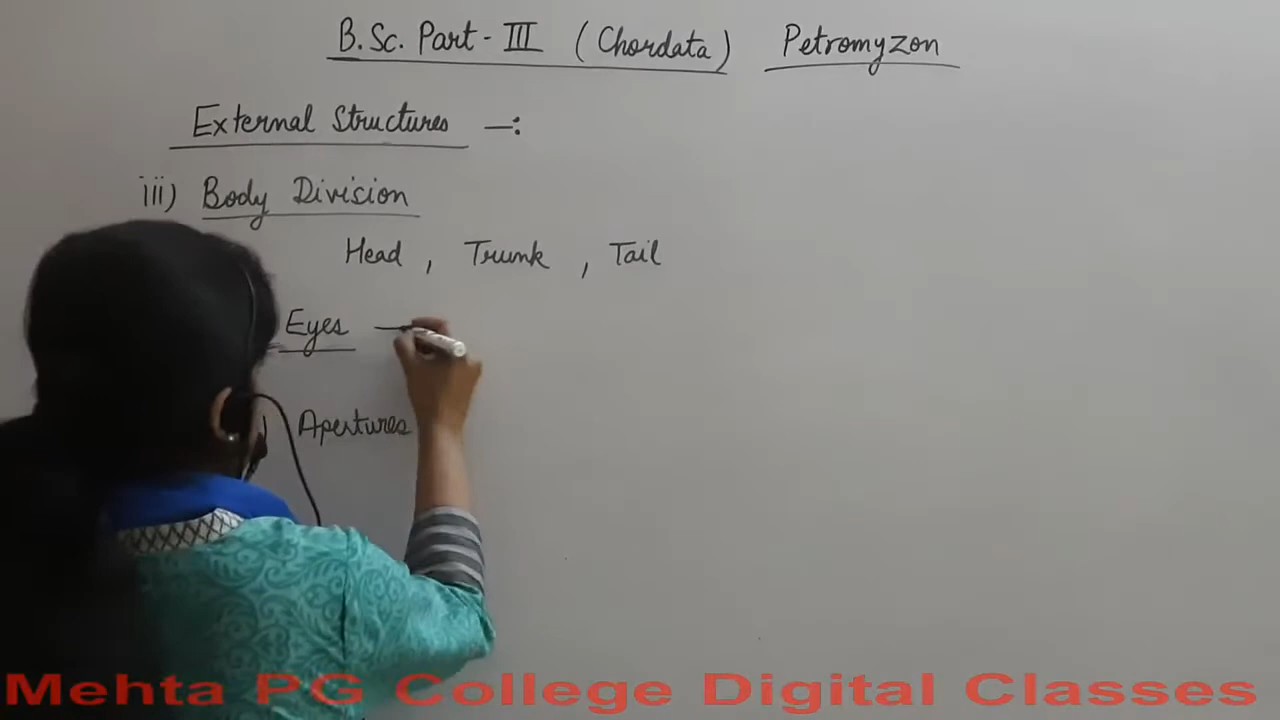 B.Sc. Part - III (Chordata) Petromyzon
External Structures —:
iii) Body Division
Head , Trunk , Tail
Eyes —
) Apertures
Mehta PG College Digital Classes